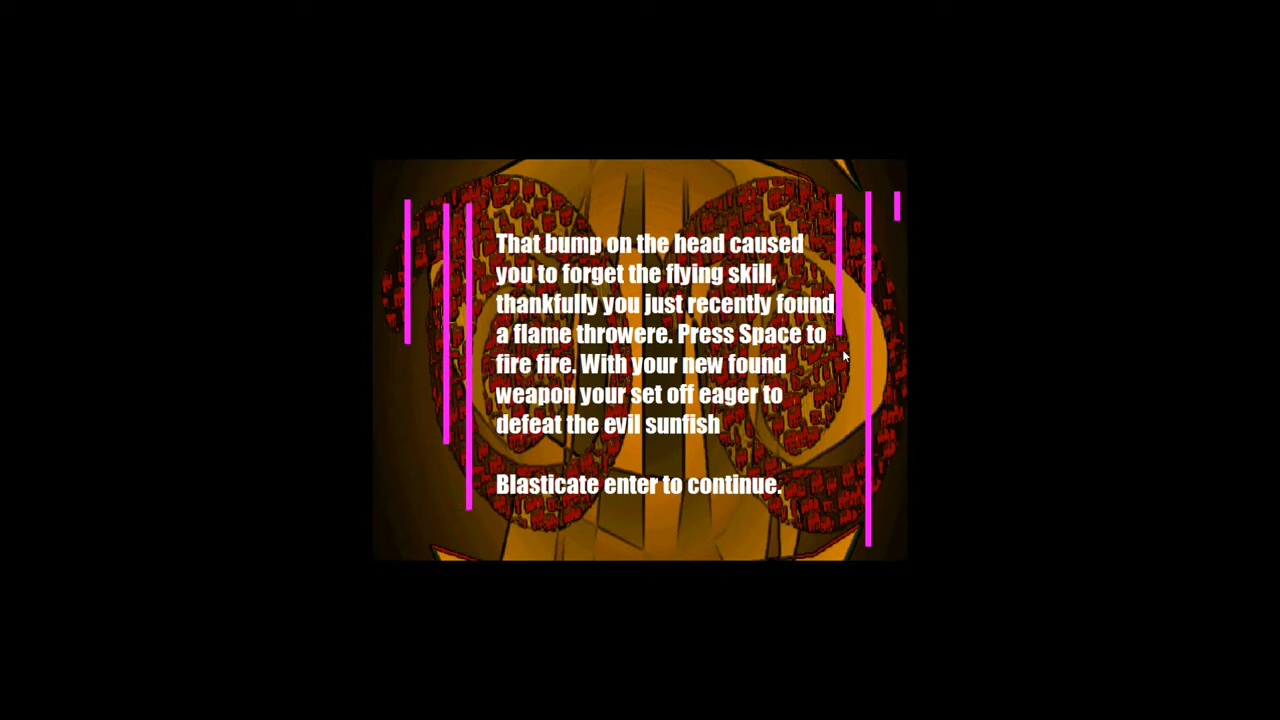 That bump on the head caused
you to forget the flying skill,
thankfully you just recently found
a flame throwere. Press Space to
fire fire. With your new found
weapon your set off eager to
defeat the evil sunfish
Blasticate enter to continue.